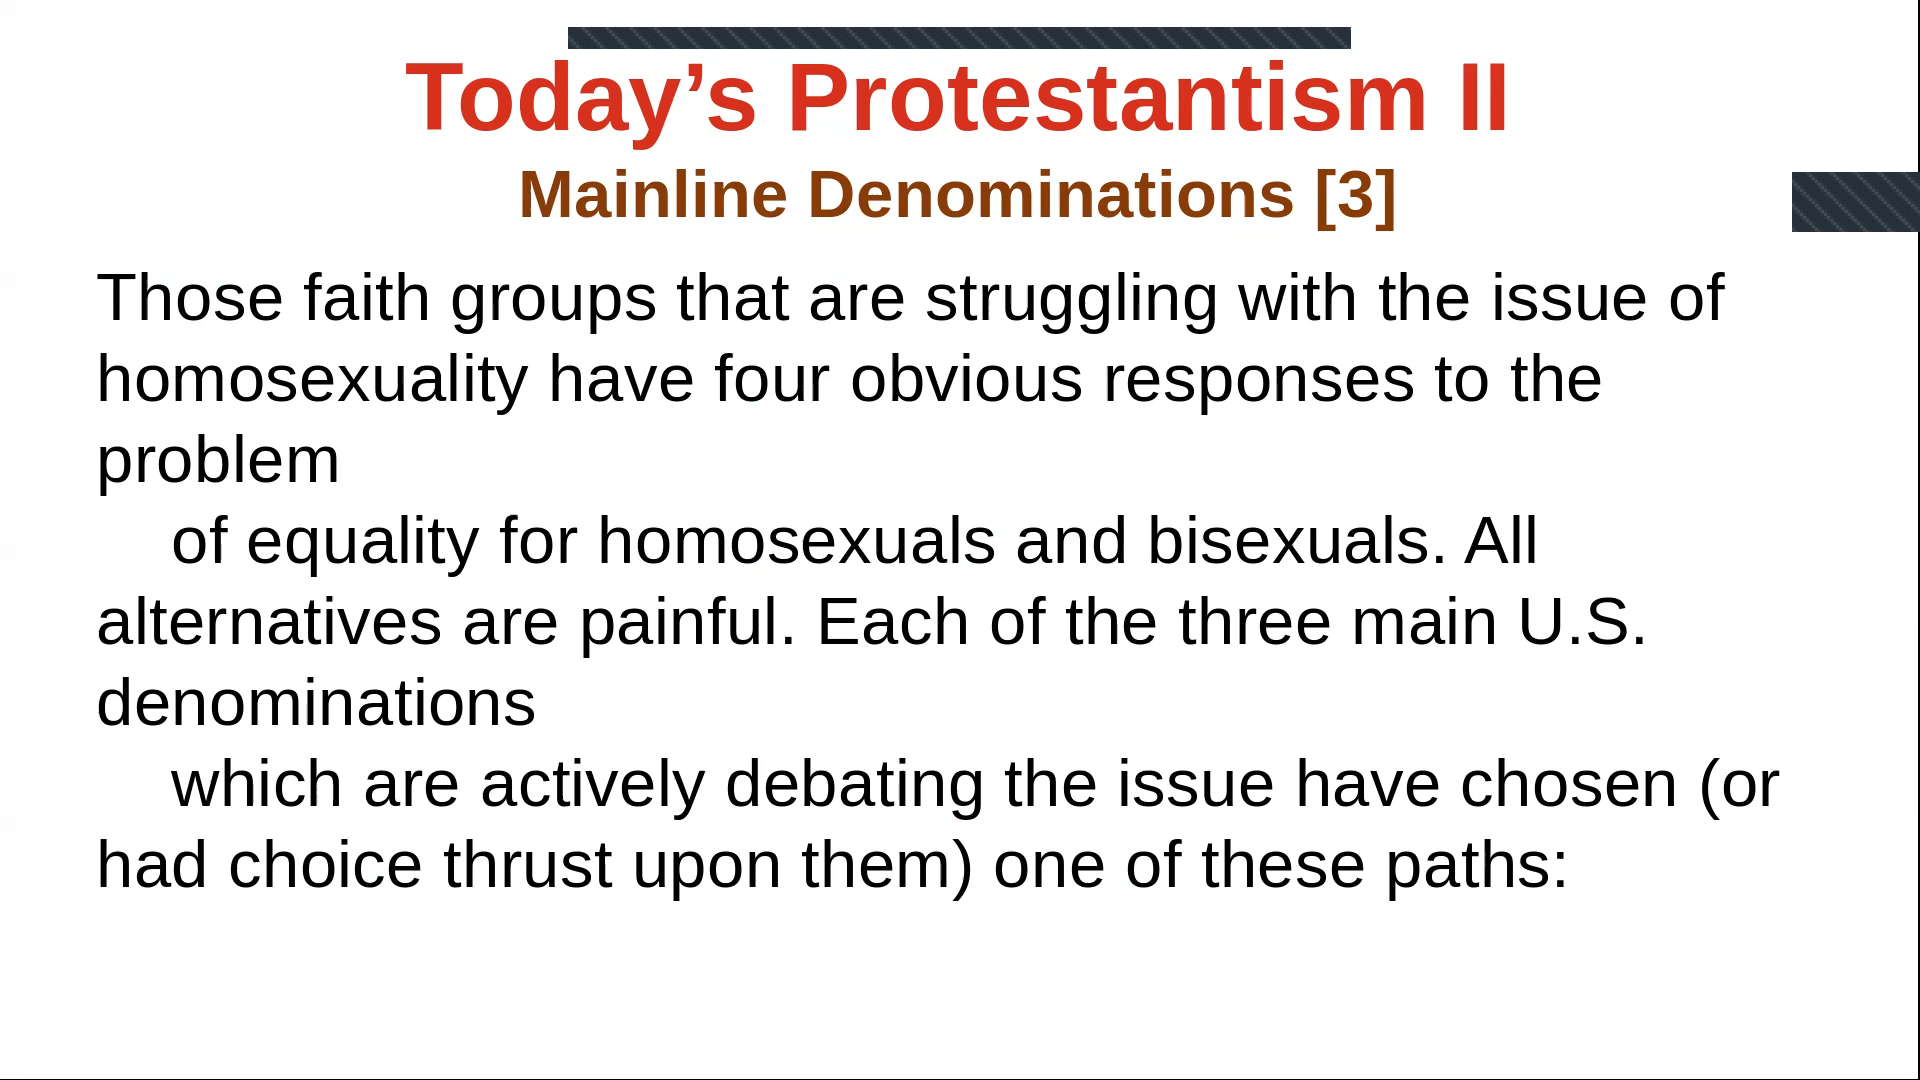 Today’s Protestantism II
Mainline Denominations [3]
Those faith groups that are struggling with the issue of
homosexuality have four obvious responses to the
problem
of equality for homosexuals and bisexuals. All
alternatives are painful. Each of the three main U.S.
denominations
which are actively debating the issue have chosen (or
had choice thrust upon them) one of these paths: